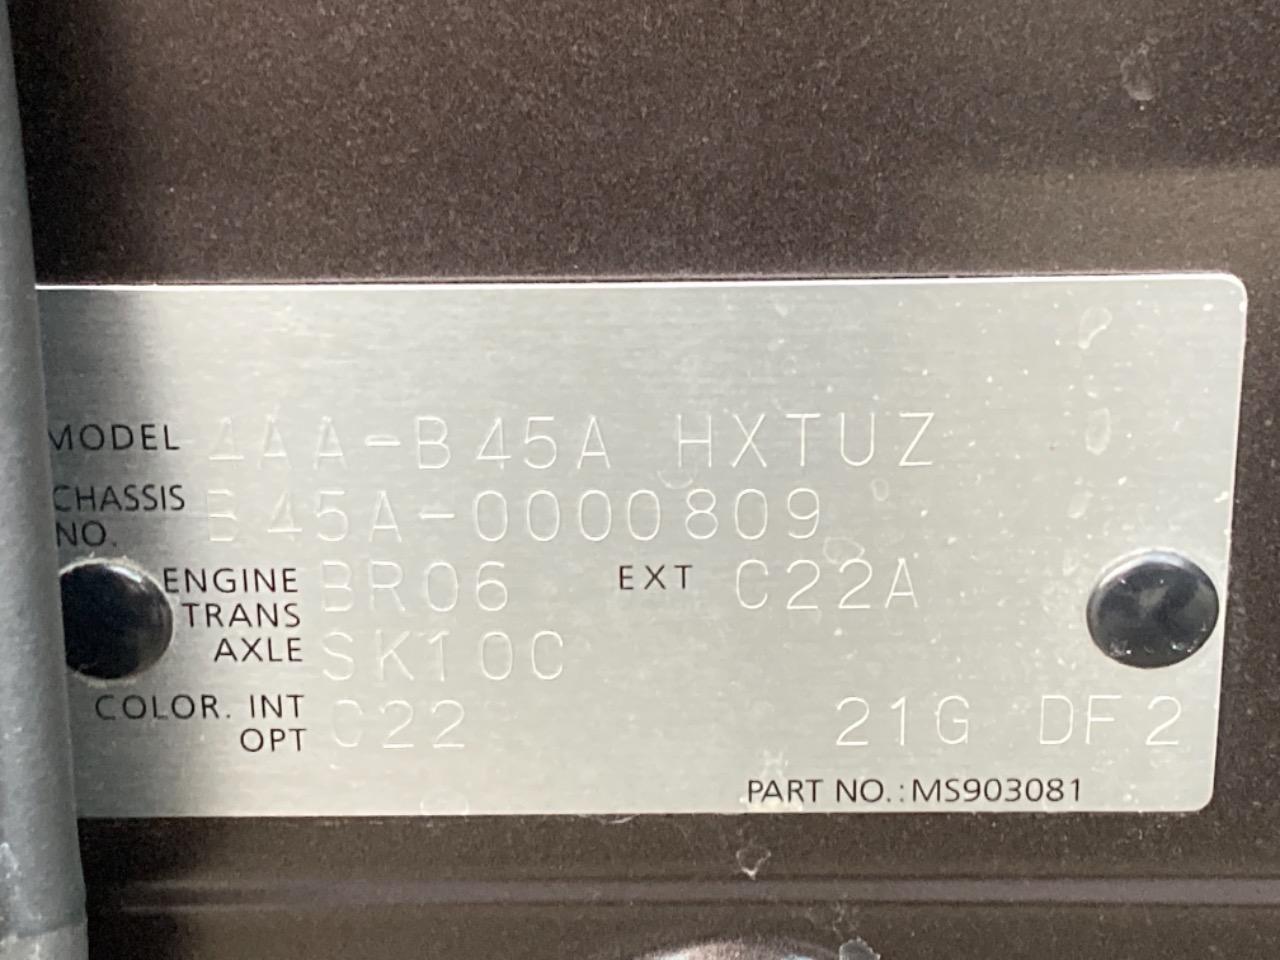 MODEL 4AA-B45A HXTUZ
CHASSIS NO. B45A-0000809
ENGINE BR06 EXT C22A
TRANS
AXLE SK10C
COLOR. INT C22 21G DF2
OPT
PART NO.:MS903081